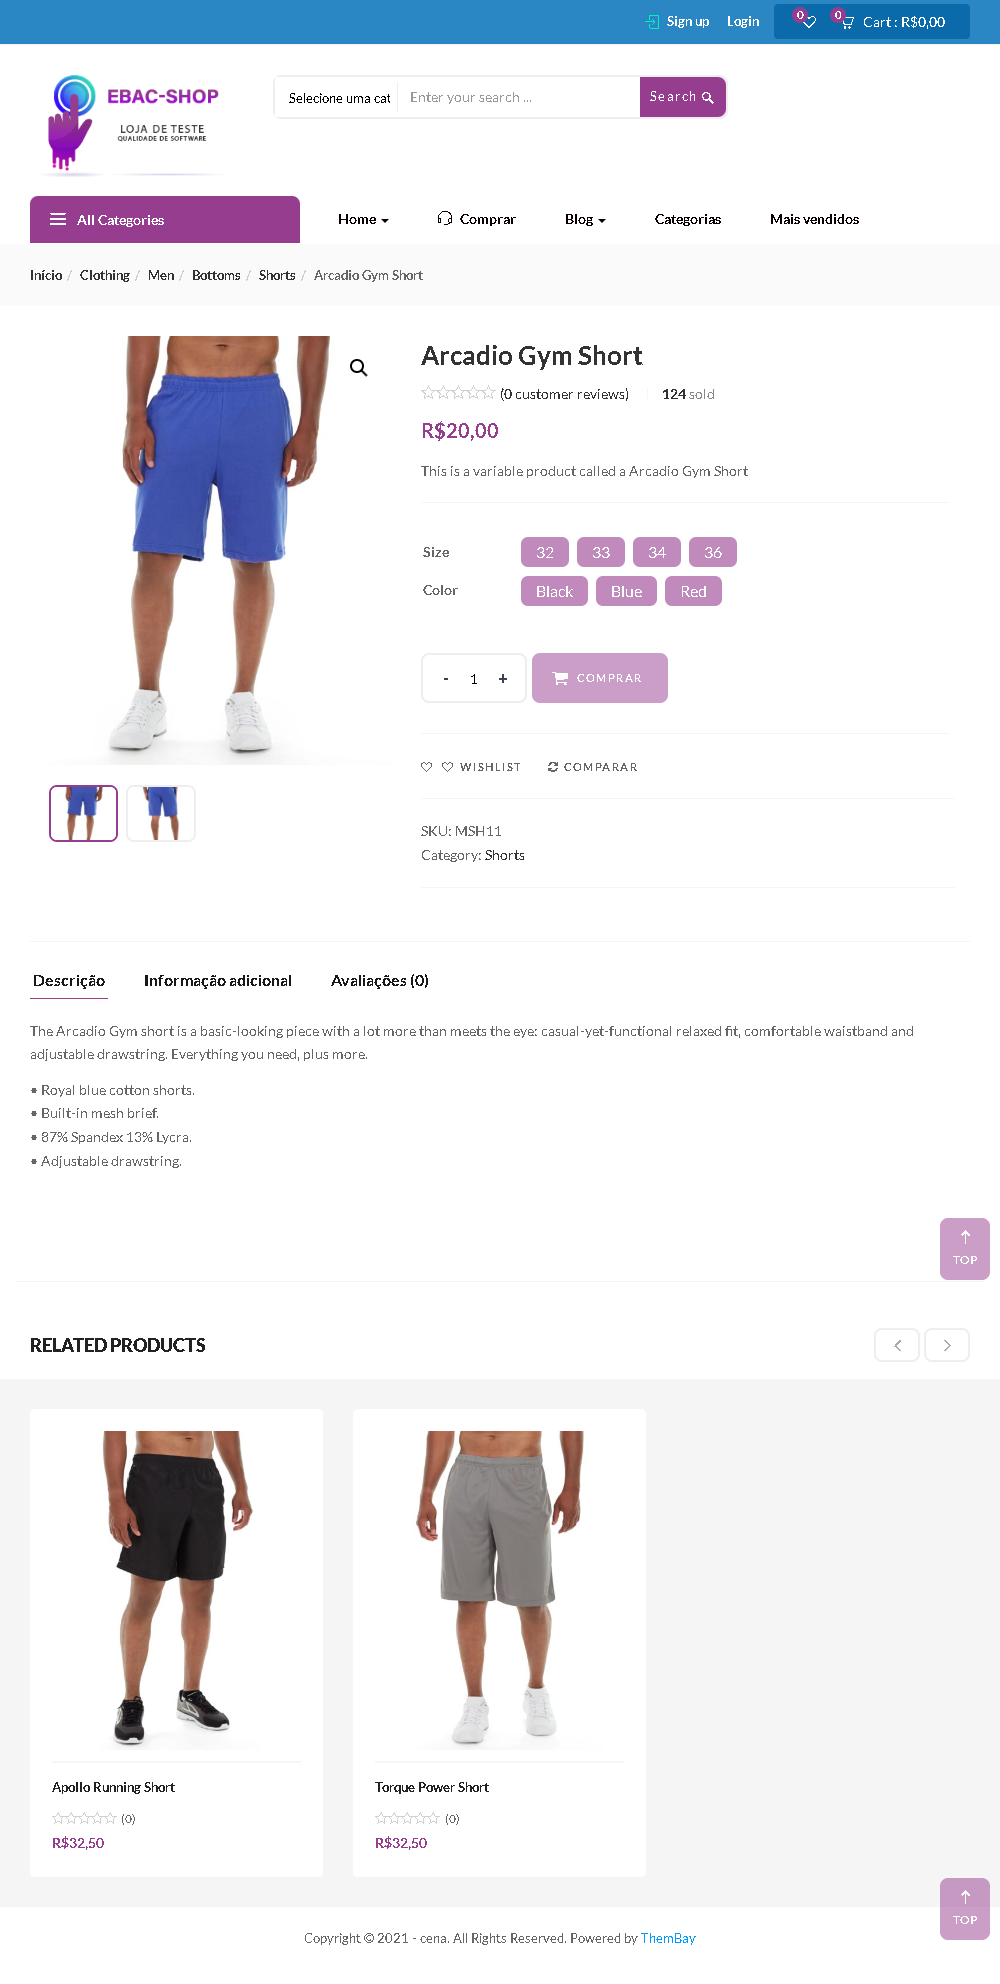 Sign up
Login
0
0
Cart : R$0,00
EBAC-SHOP
LOJA DE TESTE
QUALIDADE DE SOFTWARE
Selecione uma cat
Enter your search ...
Search
All Categories
Home
Comprar
Blog
Categorias
Mais vendidos
Início / Clothing / Men / Bottoms / Shorts / Arcadio Gym Short
Arcadio Gym Short
(0 customer reviews)
124 sold
R$20,00
This is a variable product called a Arcadio Gym Short
Size
32
33
34
36
Color
Black
Blue
Red
- 1 +
COMPRAR
WISHLIST
COMPARAR
SKU: MSH11
Category: Shorts
Descrição
Informação adicional
Avaliações (0)
The Arcadio Gym short is a basic-looking piece with a lot more than meets the eye: casual-yet-functional relaxed fit, comfortable waistband and
adjustable drawstring. Everything you need, plus more.
• Royal blue cotton shorts.
• Built-in mesh brief.
• 87% Spandex 13% Lycra.
• Adjustable drawstring.
TOP
RELATED PRODUCTS
Apollo Running Short
(0)
R$32,50
Torque Power Short
(0)
R$32,50
TOP
Copyright © 2021 - cena. All Rights Reserved. Powered by ThemBay